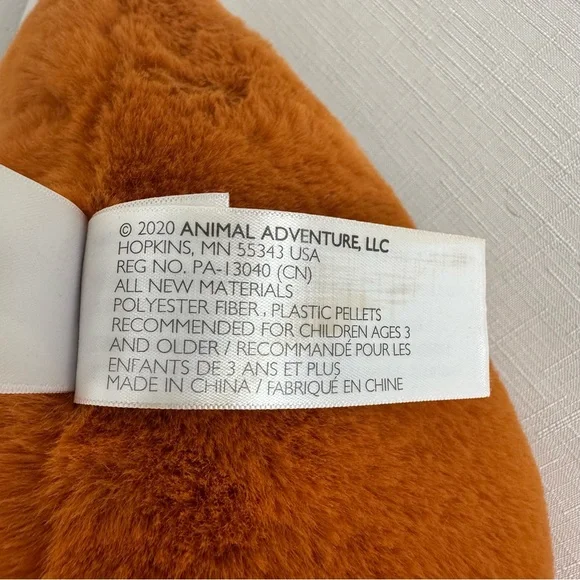 © 2020 ANIMAL ADVENTURE, LLC
HOPKINS, MN 55343 USA
REG NO. PA-13040 (CN)
ALL NEW MATERIALS
POLYESTER FIBER , PLASTIC PELLETS
RECOMMENDED FOR CHILDREN AGES 3
AND OLDER / RECOMMANDÉ POUR LES
ENFANTS DE 3 ANS ET PLUS
MADE IN CHINA / FABRIQUÉ EN CHINE